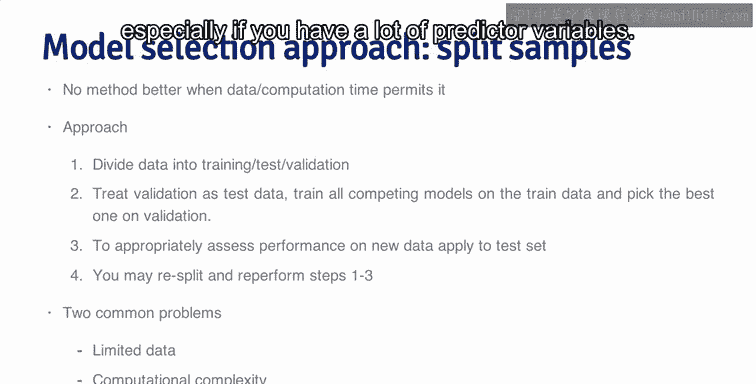 especially if you have a lot of predictor variables.
Model selection approach: split samples
· No method better when data/computation time permits it
· Approach
1. Divide data into training/test/validation
2. Treat validation as test data, train all competing models on the train data and pick the best
one on validation.
3. To appropriately assess performance on new data apply to test set
4. You may re-split and reperform steps 1-3
· Two common problems
- Limited data
- Computational complexity